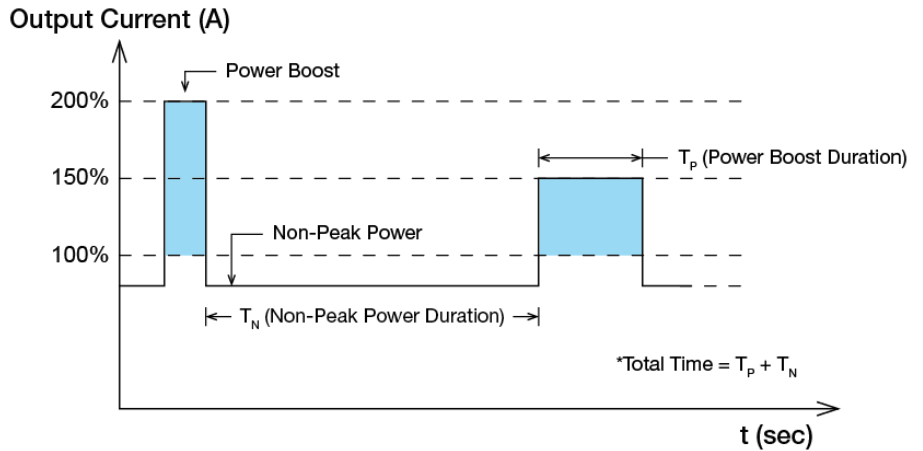 Output Current (A)
Power Boost
200%
T_P (Power Boost Duration)
150%
Non-Peak Power
100%
T_N (Non-Peak Power Duration)
*Total Time = T_P + T_N
t (sec)